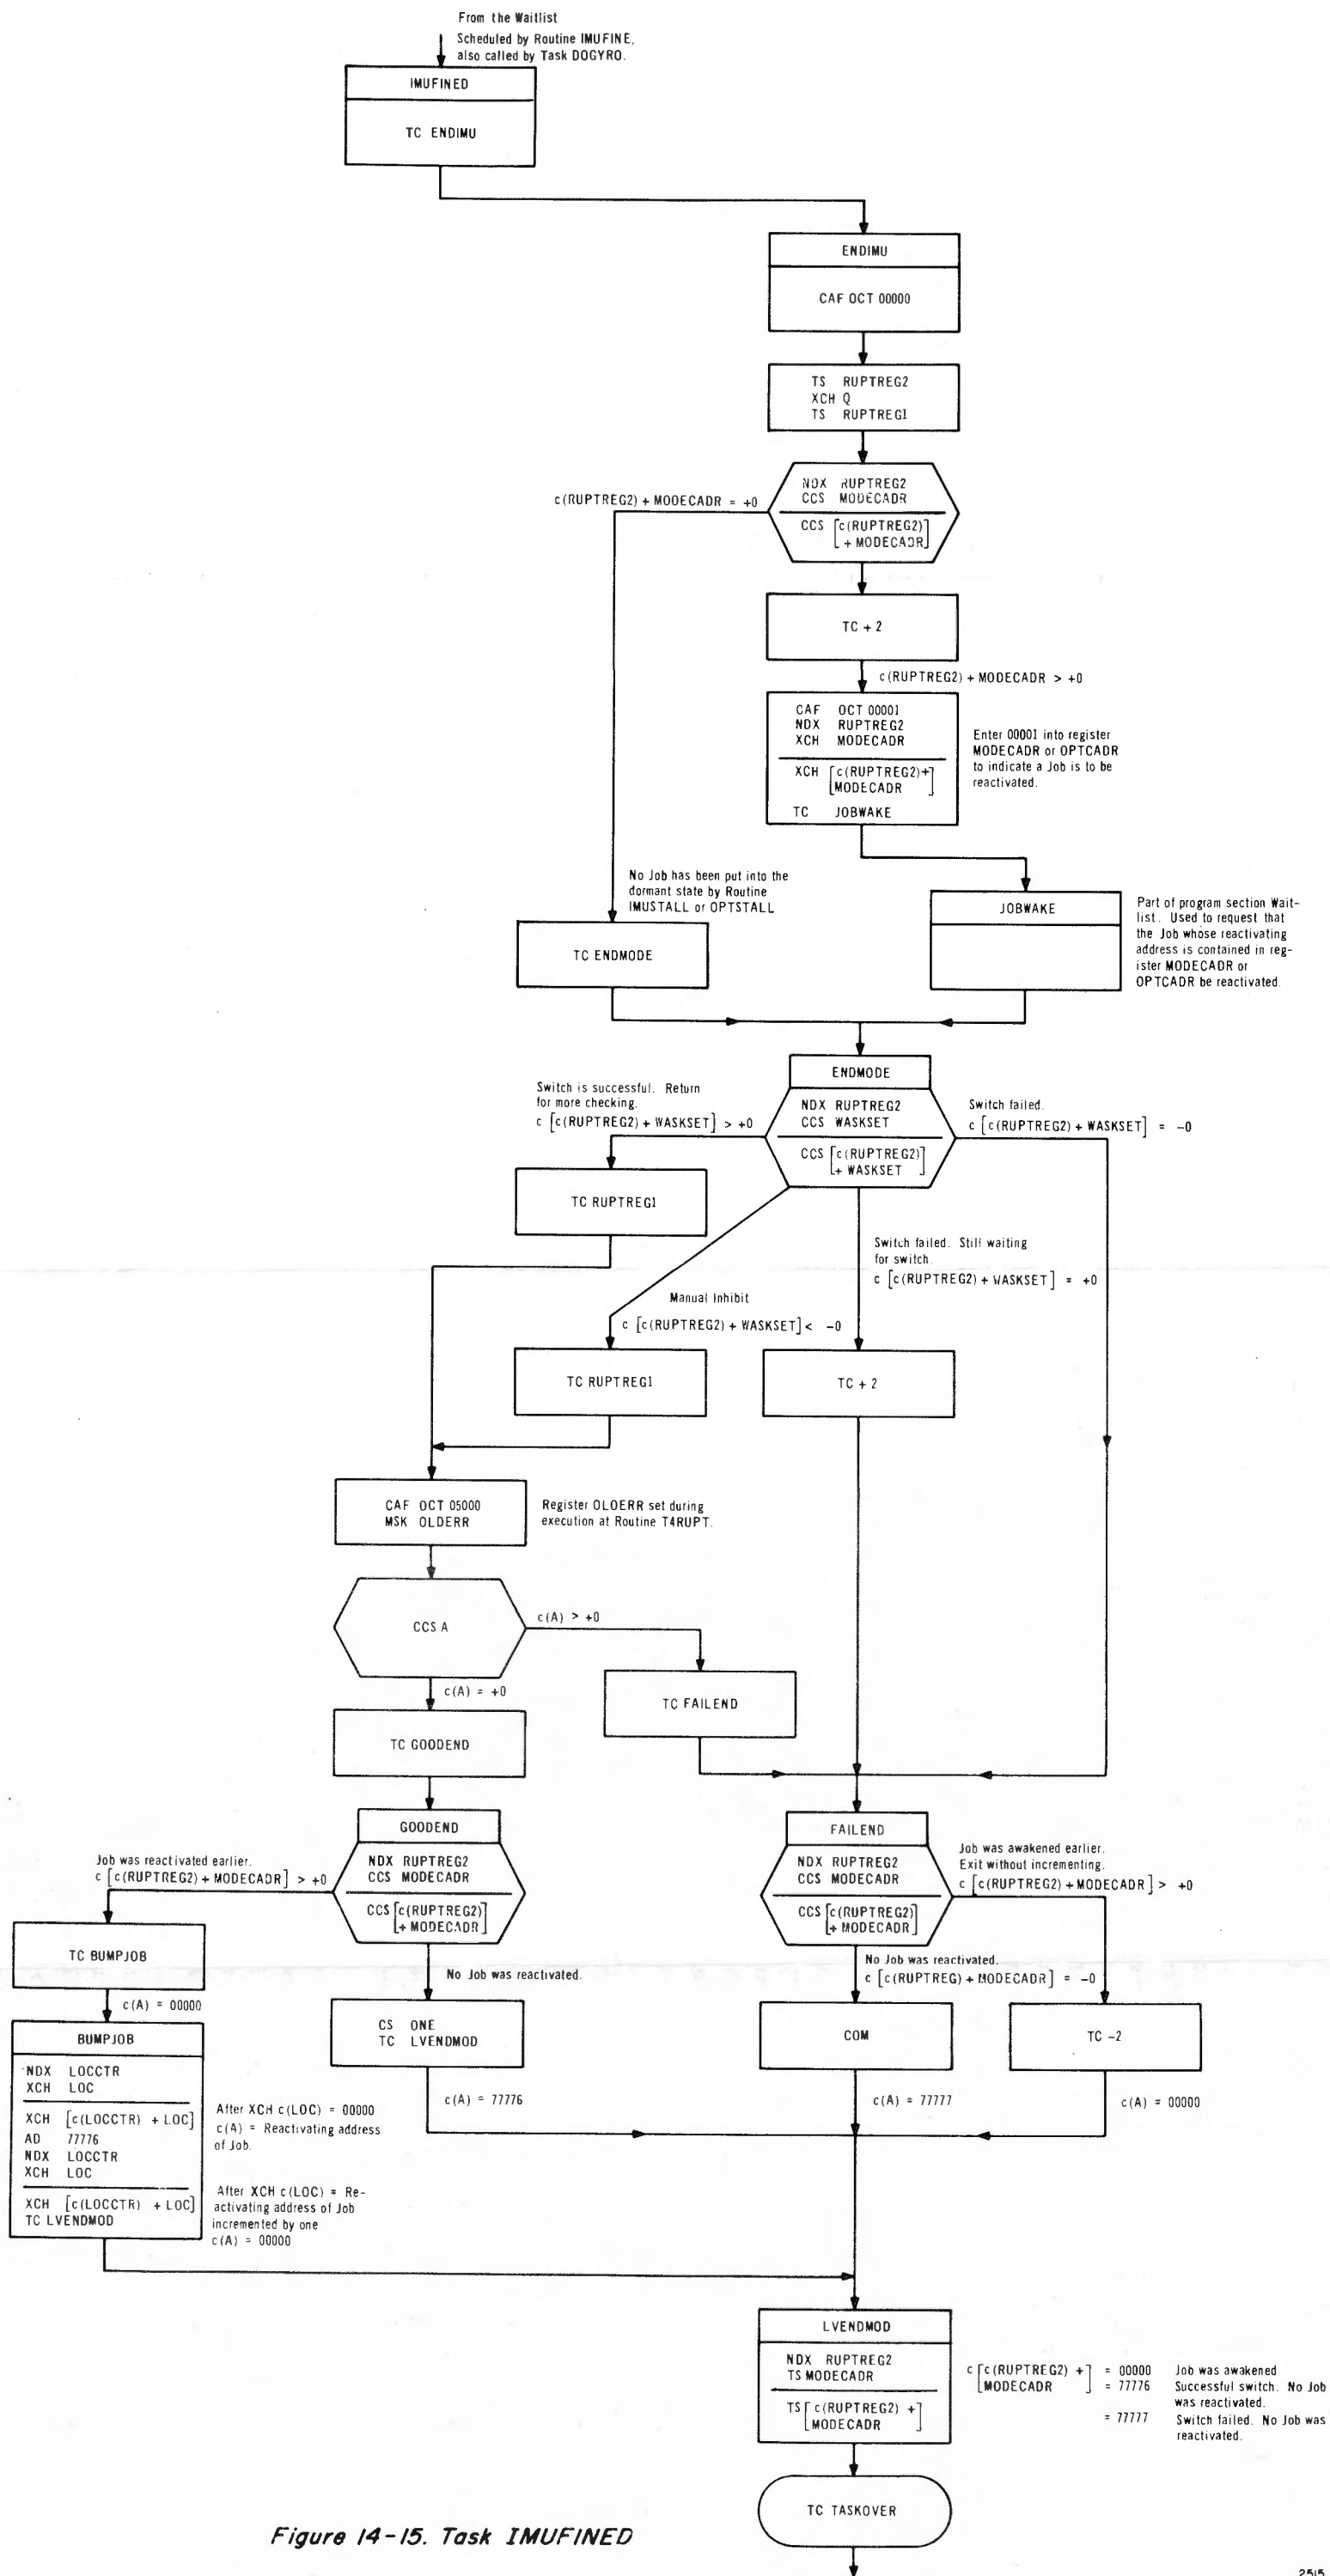 From the Waitlist
Scheduled by Routine IMUFINE,
also called by Task DOGYRO.
IMUFINED
TC ENDIMU
ENDIMU
CAF OCT 00000
TS RUPTREG2
XCH Q
TS RUPTREG1
NDX RUPTREG2
CCS MODECADR
CCS [c(RUPTREG2)
+ MODECADR]
c(RUPTREG2) + MODECADR = +0
TC + 2
c(RUPTREG2) + MODECADR > +0
CAF OCT 00001
NDX RUPTREG2
XCH MODECADR
XCH [c(RUPTREG2)+
MODECADR ]
TC JOBWAKE
Enter 00001 into register
MODECADR or OPTCADR
to indicate a Job is to be
reactivated.
No Job has been put into the
dormant state by Routine
IMUSTALL or OPTSTALL
TC ENDMODE
JOBWAKE
Part of program section Wait-
list. Used to request that
the Job whose reactivating
address is contained in reg-
ister MODECADR or
OPTCADR be reactivated.
ENDMODE
NDX RUPTREG2
CCS WASKSET
CCS [c(RUPTREG2)
+ WASKSET ]
Switch is successful. Return
for more checking.
c [c(RUPTREG2) + WASKSET] > +0
Switch failed.
c [c(RUPTREG2) + WASKSET] = -0
TC RUPTREG1
Switch failed. Still waiting
for switch.
c [c(RUPTREG2) + WASKSET] = +0
Manual Inhibit
c [c(RUPTREG2) + WASKSET] < -0
TC RUPTREG1
TC + 2
CAF OCT 05000
MSK OLDERR
Register OLDERR set during
execution at Routine T4RUPT.
CCS A
c(A) > +0
c(A) = +0
TC FAILEND
TC GOODEND
GOODEND
NDX RUPTREG2
CCS MODECADR
CCS [c(RUPTREG2)
+ MODECADR]
Job was reactivated earlier.
c [c(RUPTREG2) + MODECADR] > +0
FAILEND
NDX RUPTREG2
CCS MODECADR
CCS [c(RUPTREG2)
+ MODECADR]
Job was awakened earlier.
Exit without incrementing.
c [c(RUPTREG2) + MODECADR] > +0
TC BUMPJOB
c(A) = 00000
No Job was reactivated.
CS ONE
TC LVENDMOD
c(A) = 77776
No Job was reactivated.
c [c(RUPTREG) + MODECADR] = -0
COM
c(A) = 77777
TC -2
c(A) = 00000
BUMPJOB
NDX LOCCTR
XCH LOC
XCH [c(LOCCTR) + LOC]
AD 77776
NDX LOCCTR
XCH LOC
XCH [c(LOCCTR) + LOC]
TC LVENDMOD
After XCH c(LOC) = 00000
c(A) = Reactivating address
of Job.
After XCH c(LOC) = Re-
activating address of Job
incremented by one
c(A) = 00000
LVENDMOD
NDX RUPTREG2
TS MODECADR
TS [c(RUPTREG2) +
MODECADR ]
c [c(RUPTREG2) + = 00000 Job was awakened
MODECADR ] = 77776 Successful switch. No Job
was reactivated.
= 77777 Switch failed. No Job was
reactivated.
TC TASKOVER
Figure 14-15. Task IMUFINED
2515